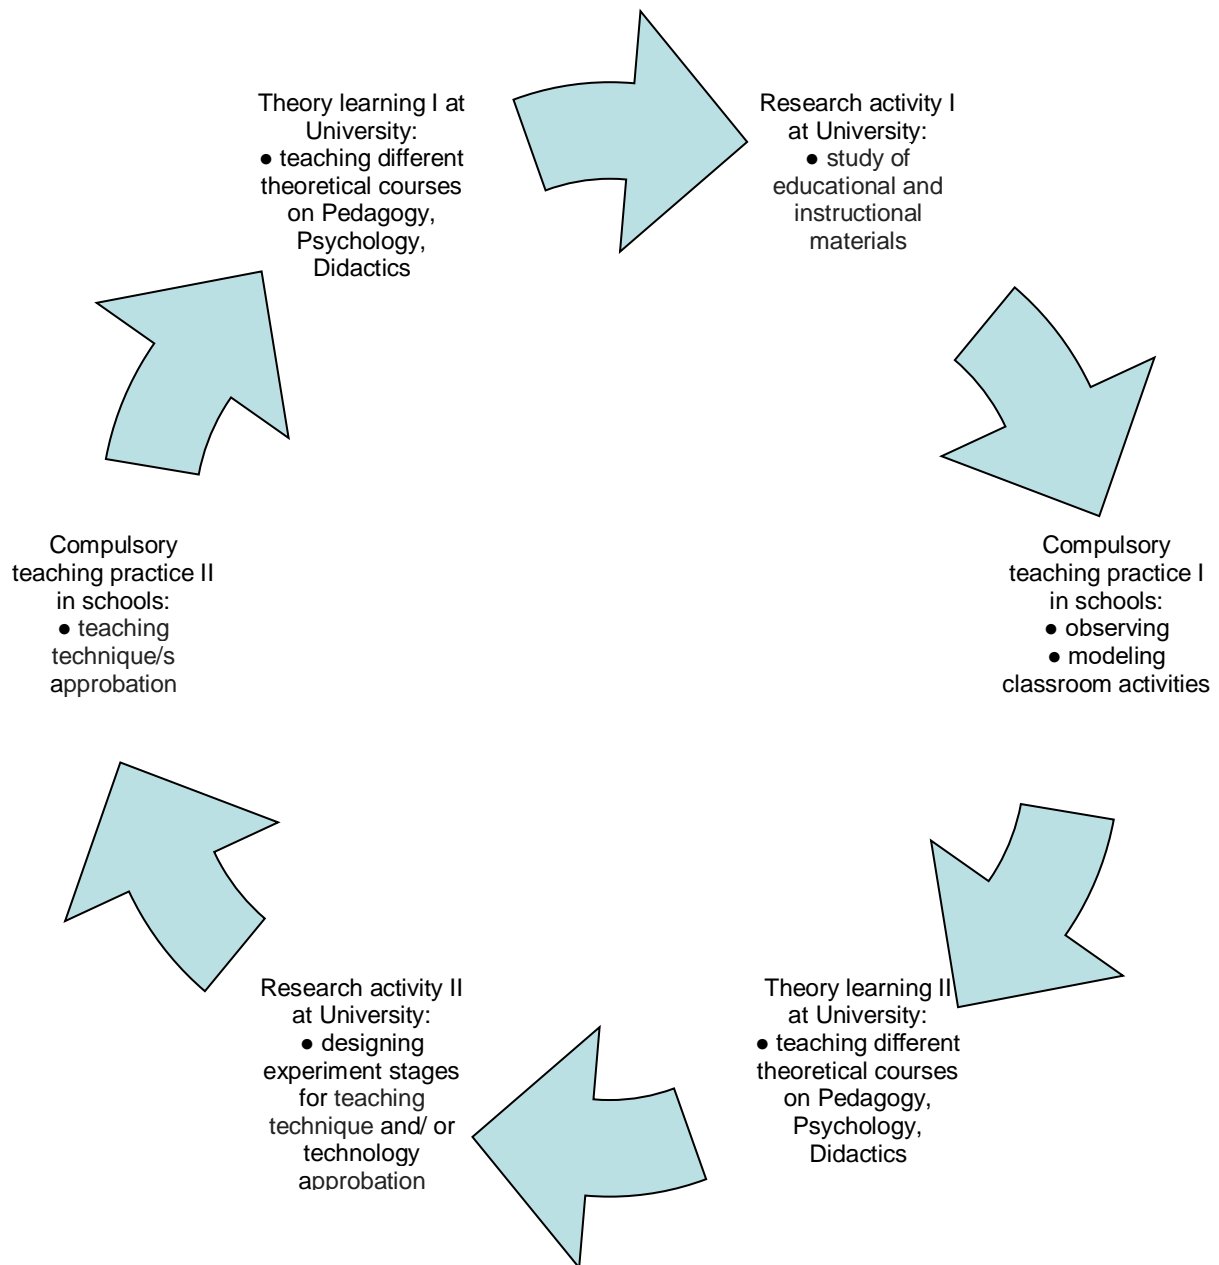 Theory learning I at
University:
● teaching different
theoretical courses
on Pedagogy,
Psychology,
Didactics
Research activity I
at University:
● study of
educational and
instructional
materials
Compulsory
teaching practice I
in schools:
● observing
● modeling
classroom activities
Theory learning II
at University:
● teaching different
theoretical courses
on Pedagogy,
Psychology,
Didactics
Research activity II
at University:
● designing
experiment stages
for teaching
technique and/ or
technology
approbation
Compulsory
teaching practice II
in schools:
● teaching
technique/s
approbation